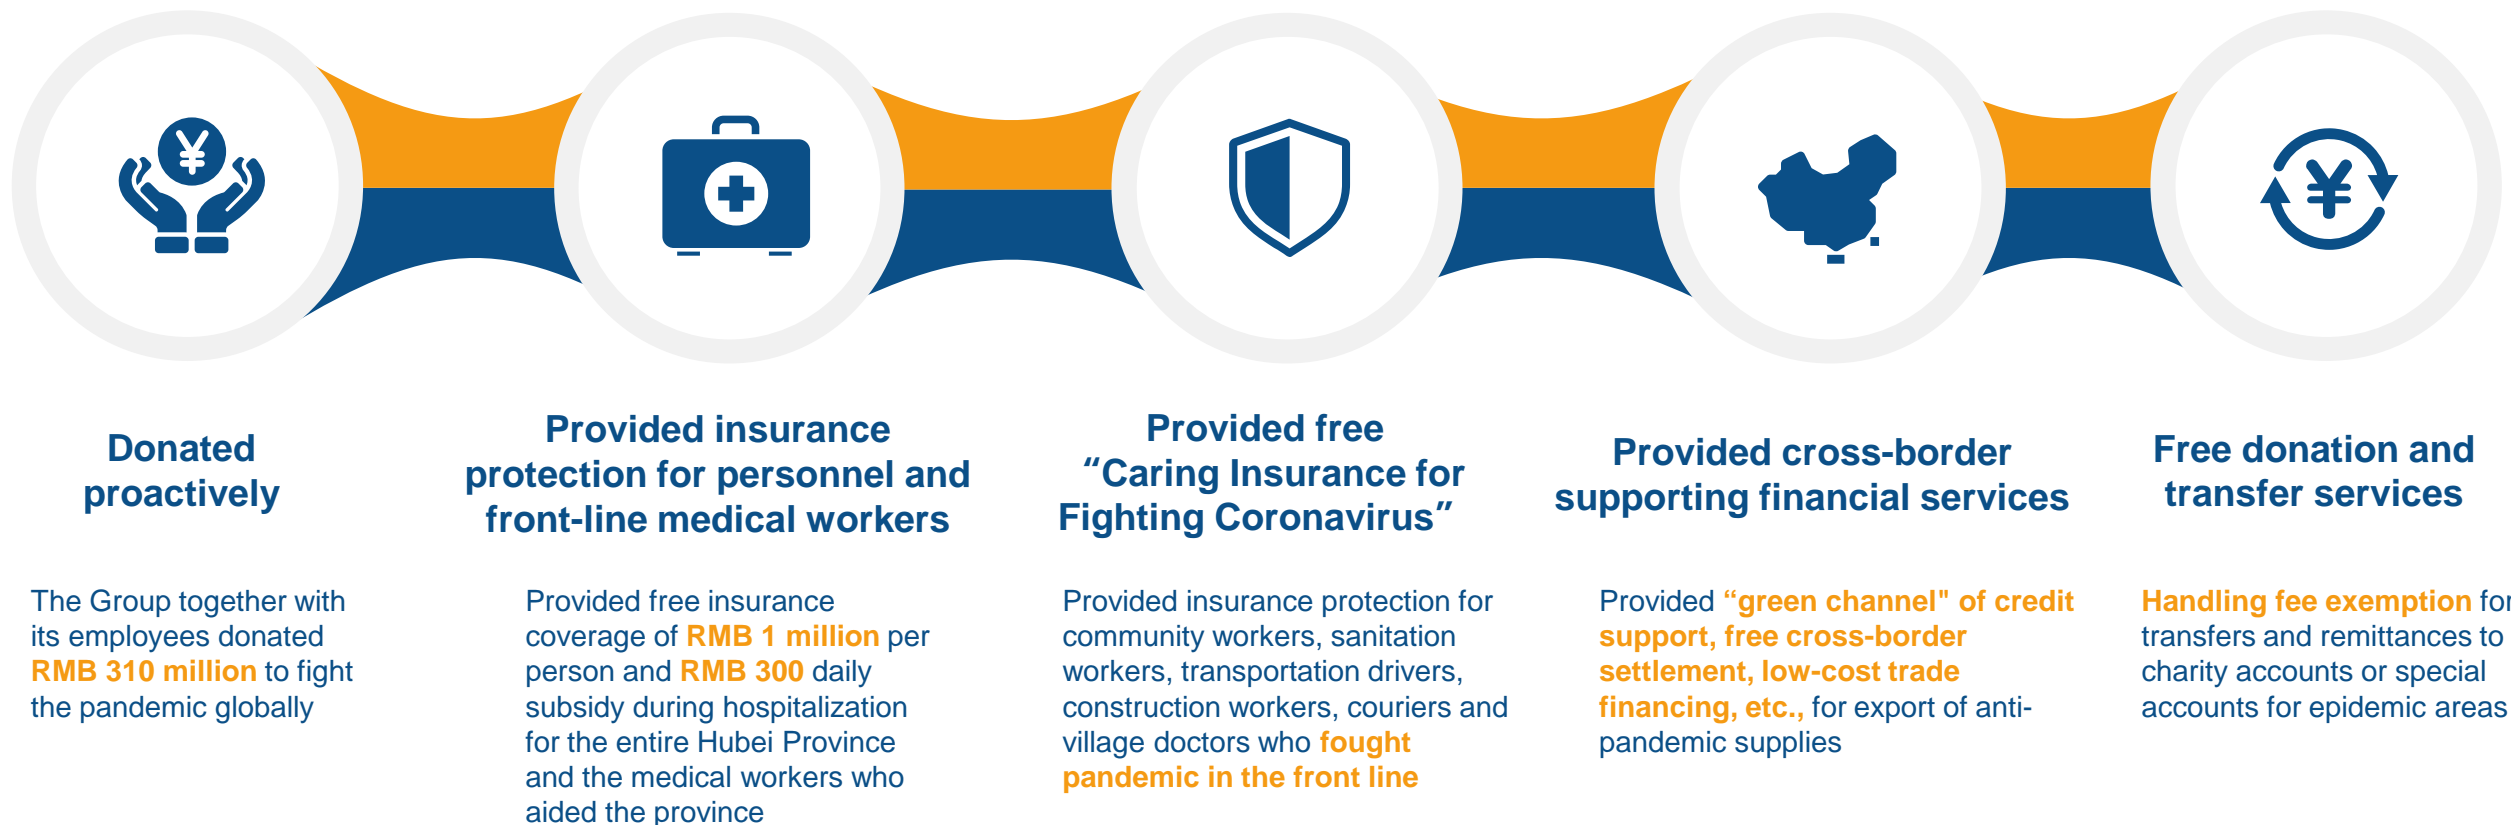 Donated
proactively
The Group together with
its employees donated
RMB 310 million to fight
the pandemic globally
Provided insurance
protection for personnel and
front-line medical workers
Provided free insurance
coverage of RMB 1 million per
person and RMB 300 daily
subsidy during hospitalization
for the entire Hubei Province
and the medical workers who
aided the province
Provided free
“Caring Insurance for
Fighting Coronavirus”
Provided insurance protection for
community workers, sanitation
workers, transportation drivers,
construction workers, couriers and
village doctors who fought
pandemic in the front line
Provided cross-border
supporting financial services
Provided “green channel" of credit
support, free cross-border
settlement, low-cost trade
financing, etc., for export of anti-
pandemic supplies
Free donation and
transfer services
Handling fee exemption for
transfers and remittances to
charity accounts or special
accounts for epidemic areas